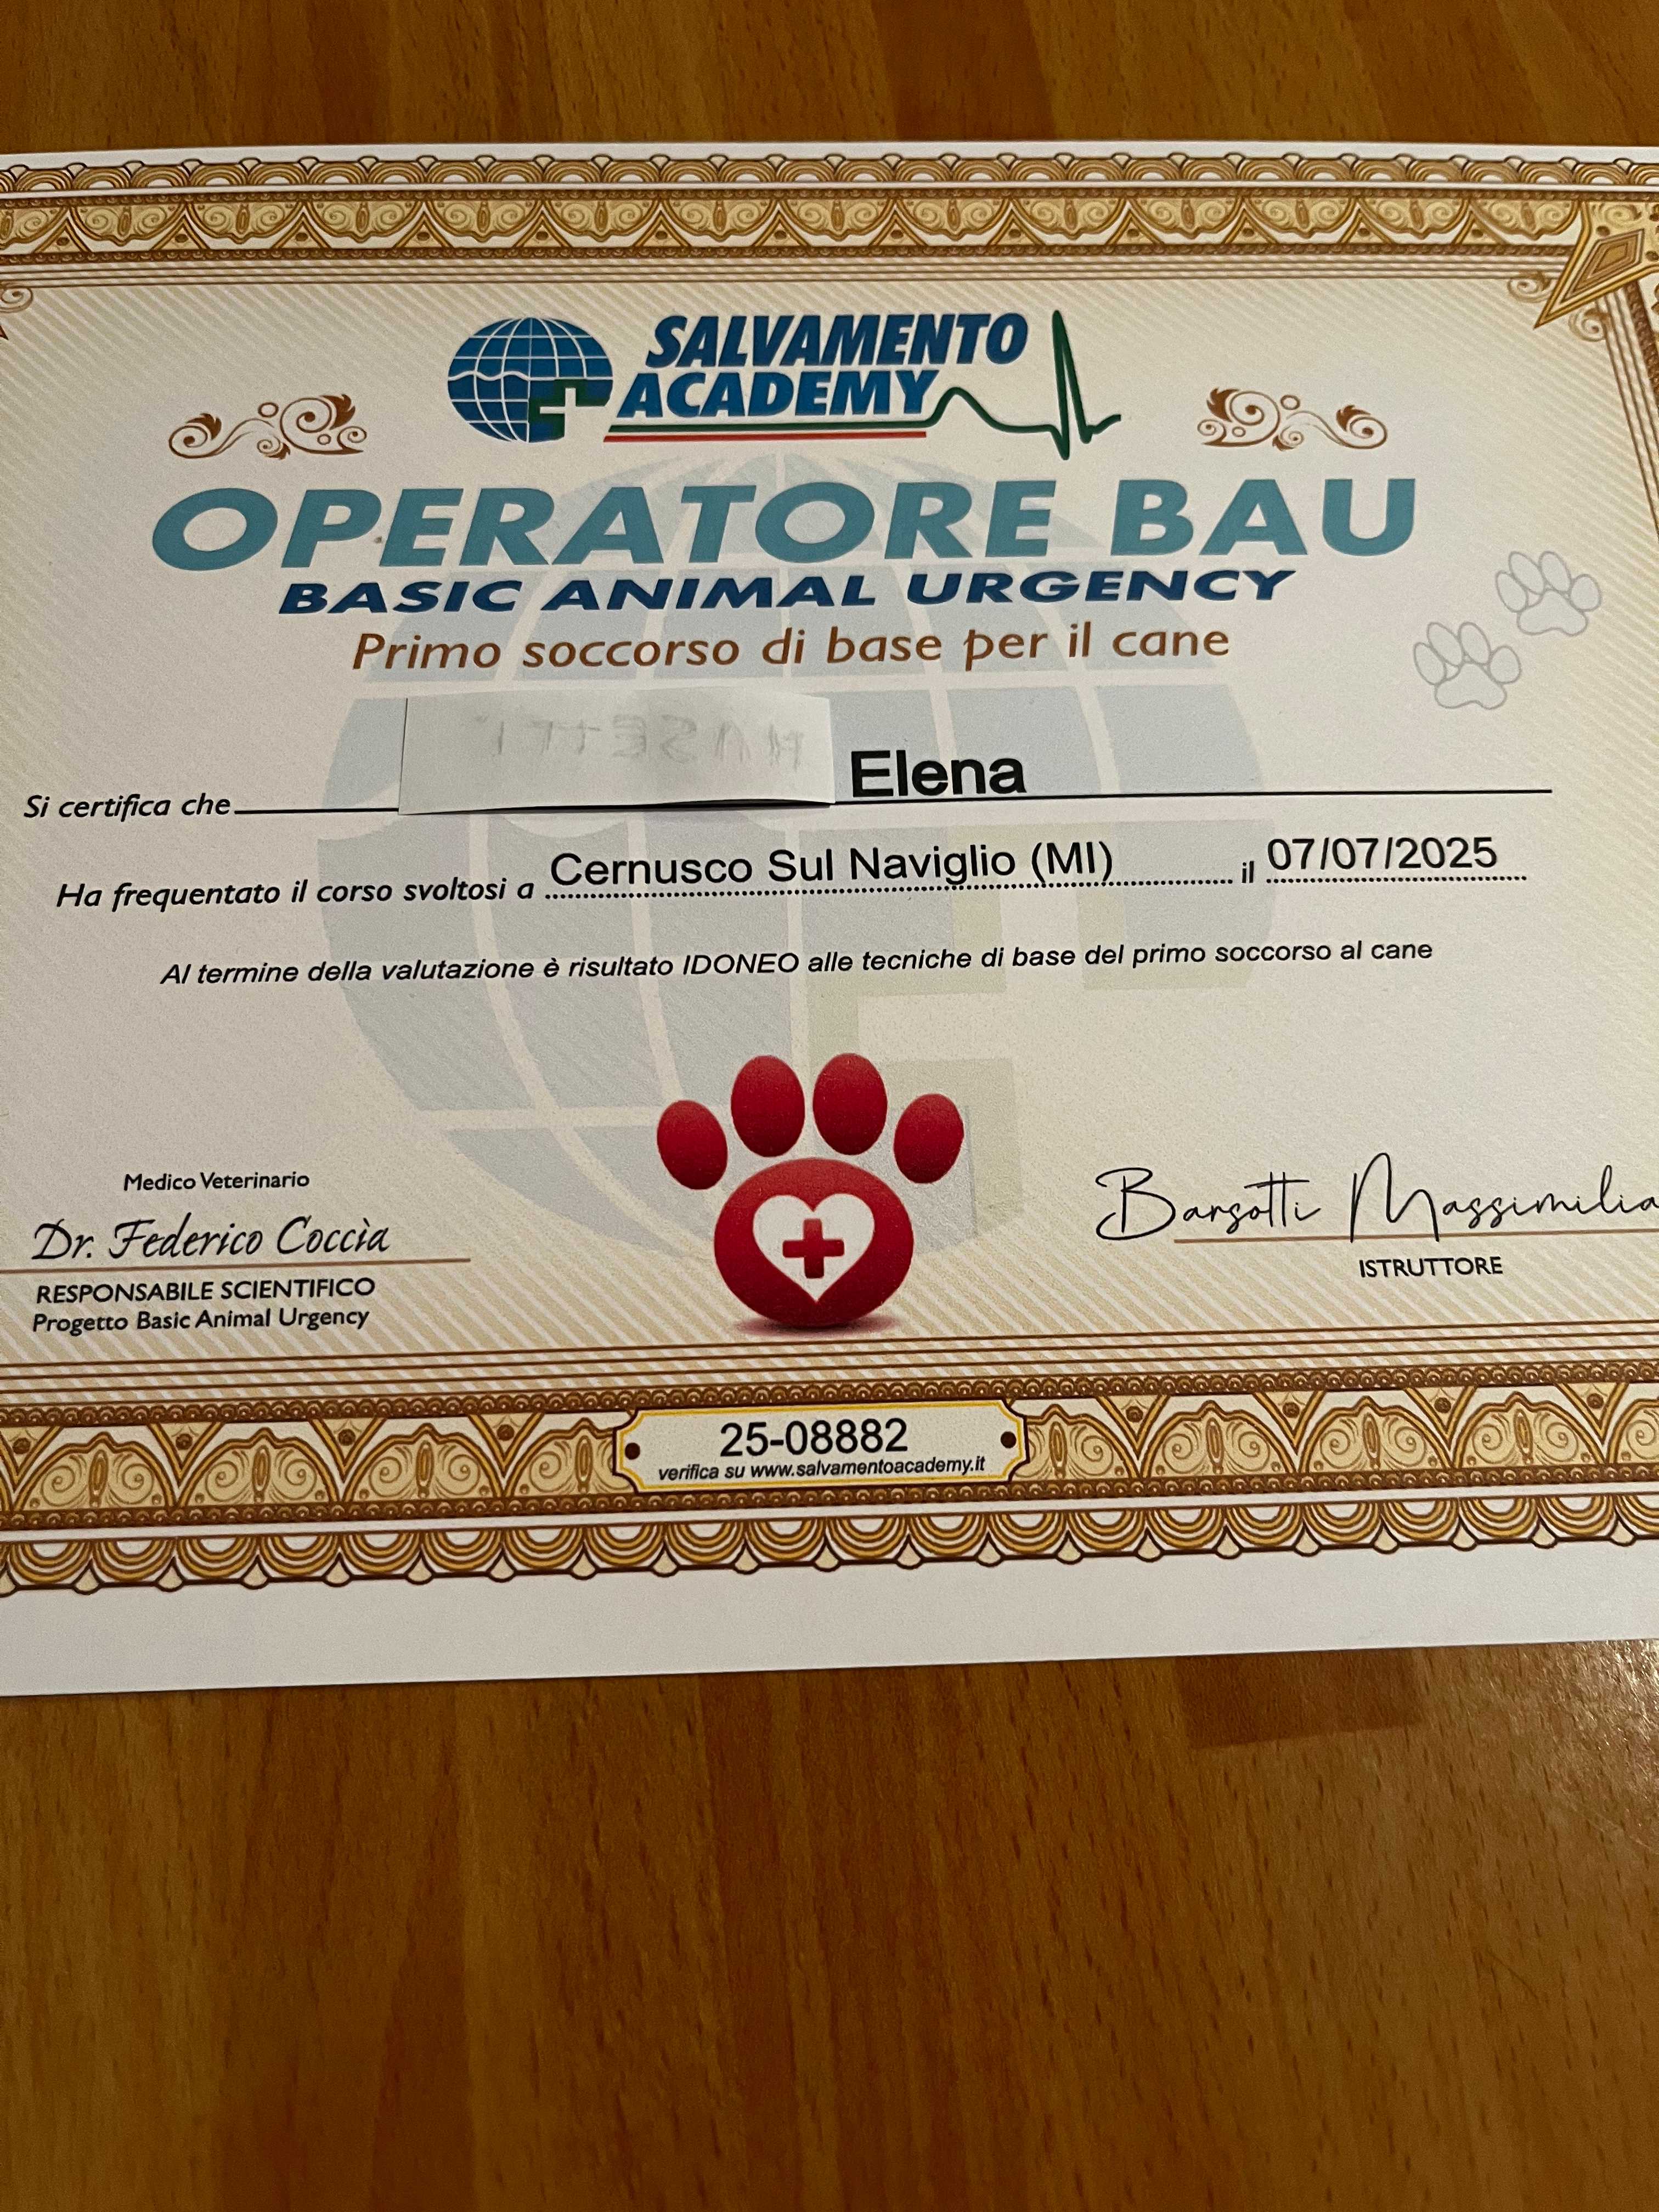 SALVAMENTO
ACADEMY
OPERATORE BAU
BASIC ANIMAL URGENCY
Primo soccorso di base per il cane
Si certifica che Elena
Ha frequentato il corso svoltosi a Cernusco Sul Naviglio (MI) il 07/07/2025
Al termine della valutazione è risultato IDONEO alle tecniche di base del primo soccorso al cane
Medico Veterinario
Dr. Federico Coccìa
RESPONSABILE SCIENTIFICO
Progetto Basic Animal Urgency
Barsotti Massimilia
ISTRUTTORE
25-08882
verifica su www.salvamentoacademy.it